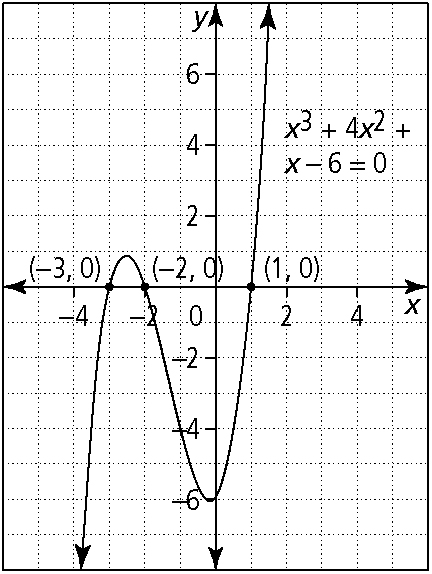 y
6
4
x³ + 4x² +
x – 6 = 0
2
(–3, 0) (–2, 0) (1, 0)
–4 –2 0 2 4 x
–2
–4
–6